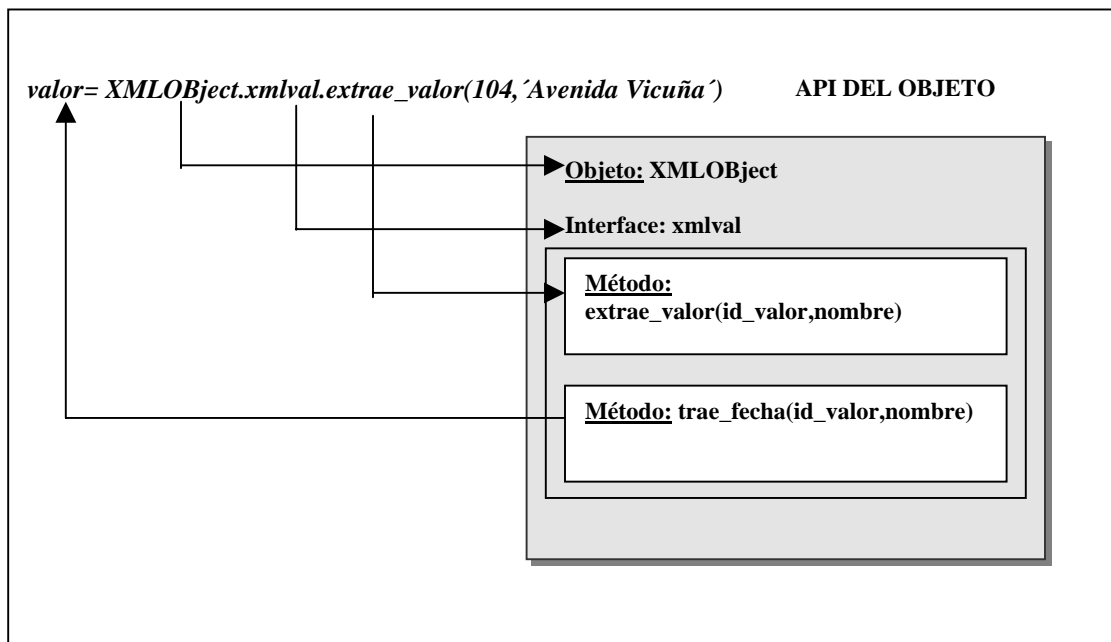 valor= XMLOBject.xmlval.extrae_valor(104,´Avenida Vicuña´) API DEL OBJETO
Objeto: XMLOBject
Interface: xmlval
Método:
extrae_valor(id_valor,nombre)
Método: trae_fecha(id_valor,nombre)